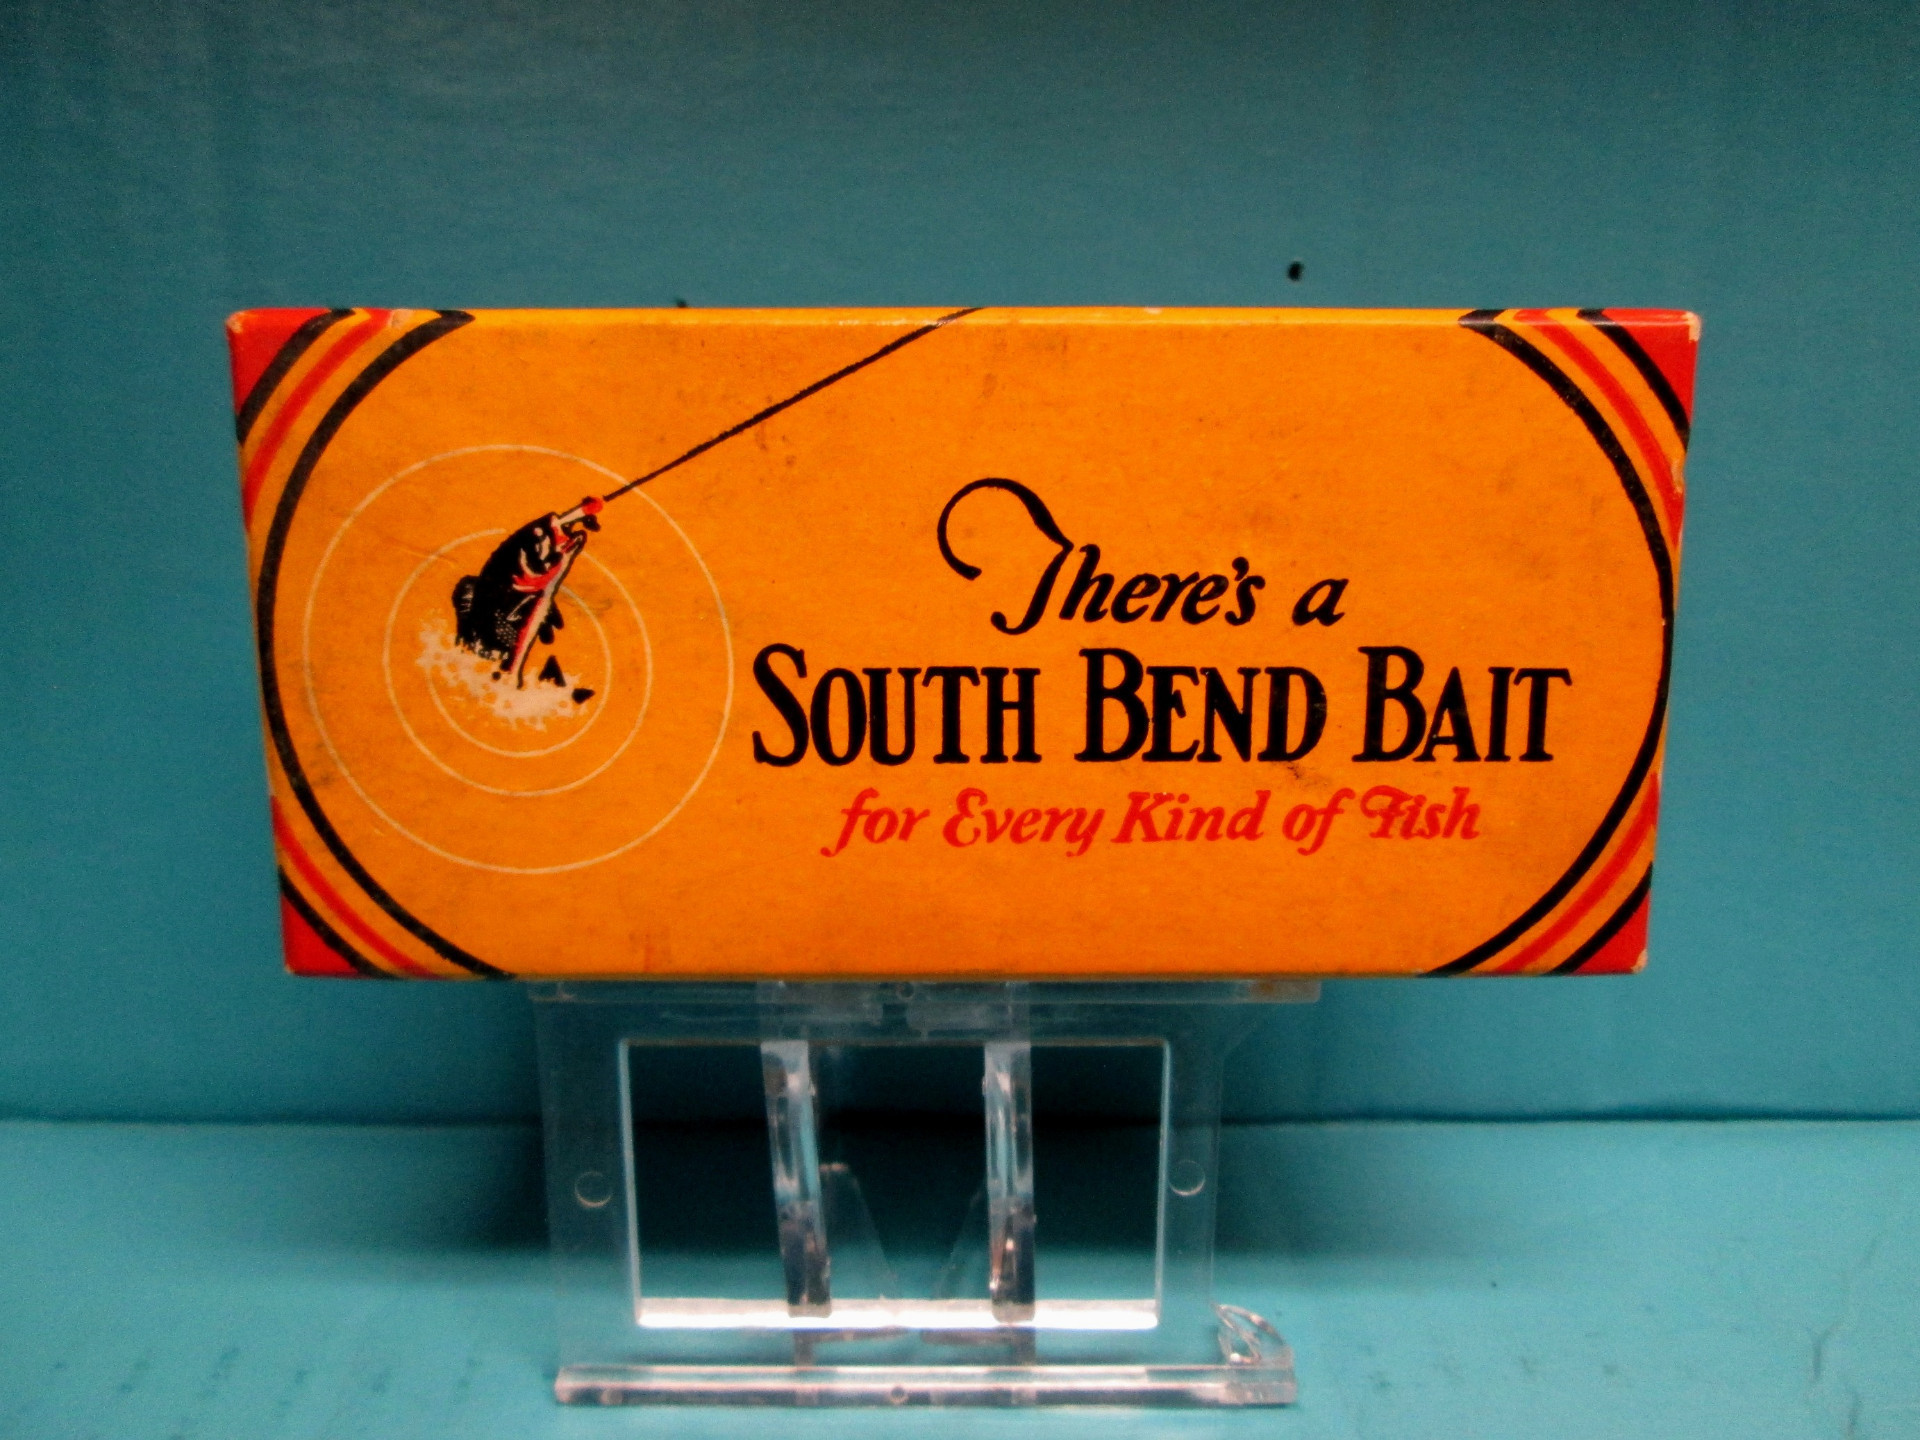 There's a
SOUTH BEND BAIT
for Every Kind of Fish